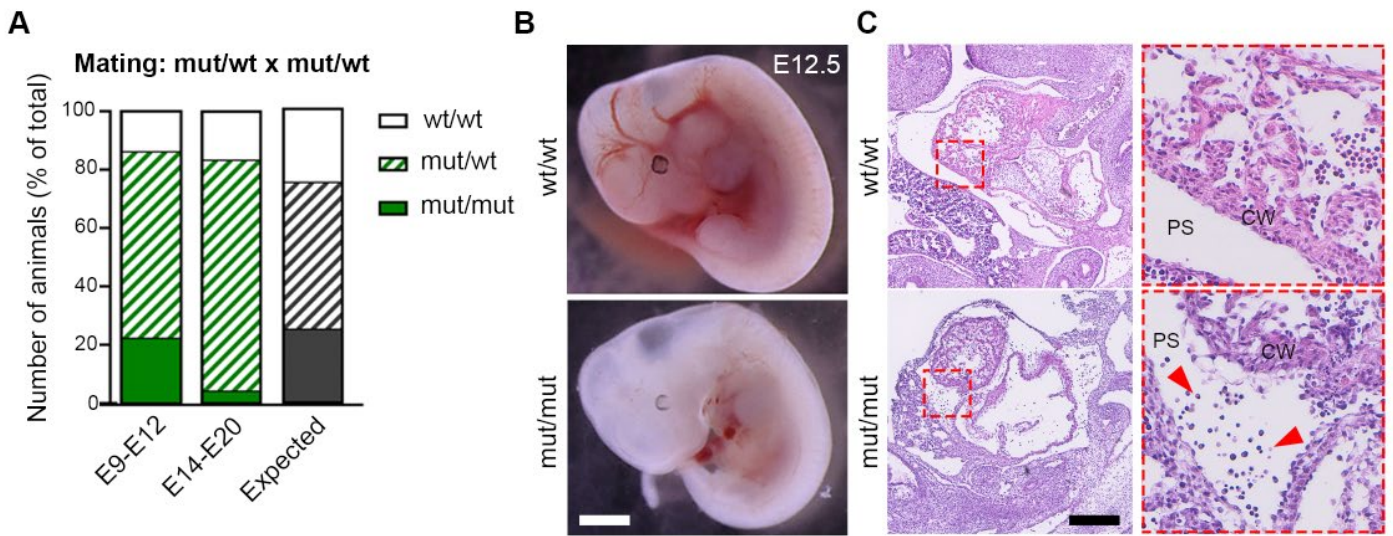 A
Mating: mut/wt x mut/wt
Number of animals (% of total)
100
80
60
40
20
0
E9-E12
E14-E20
Expected
wt/wt
mut/wt
mut/mut
B
E12.5
wt/wt
mut/mut
C
wt/wt
mut/mut
PS
CW
PS
CW